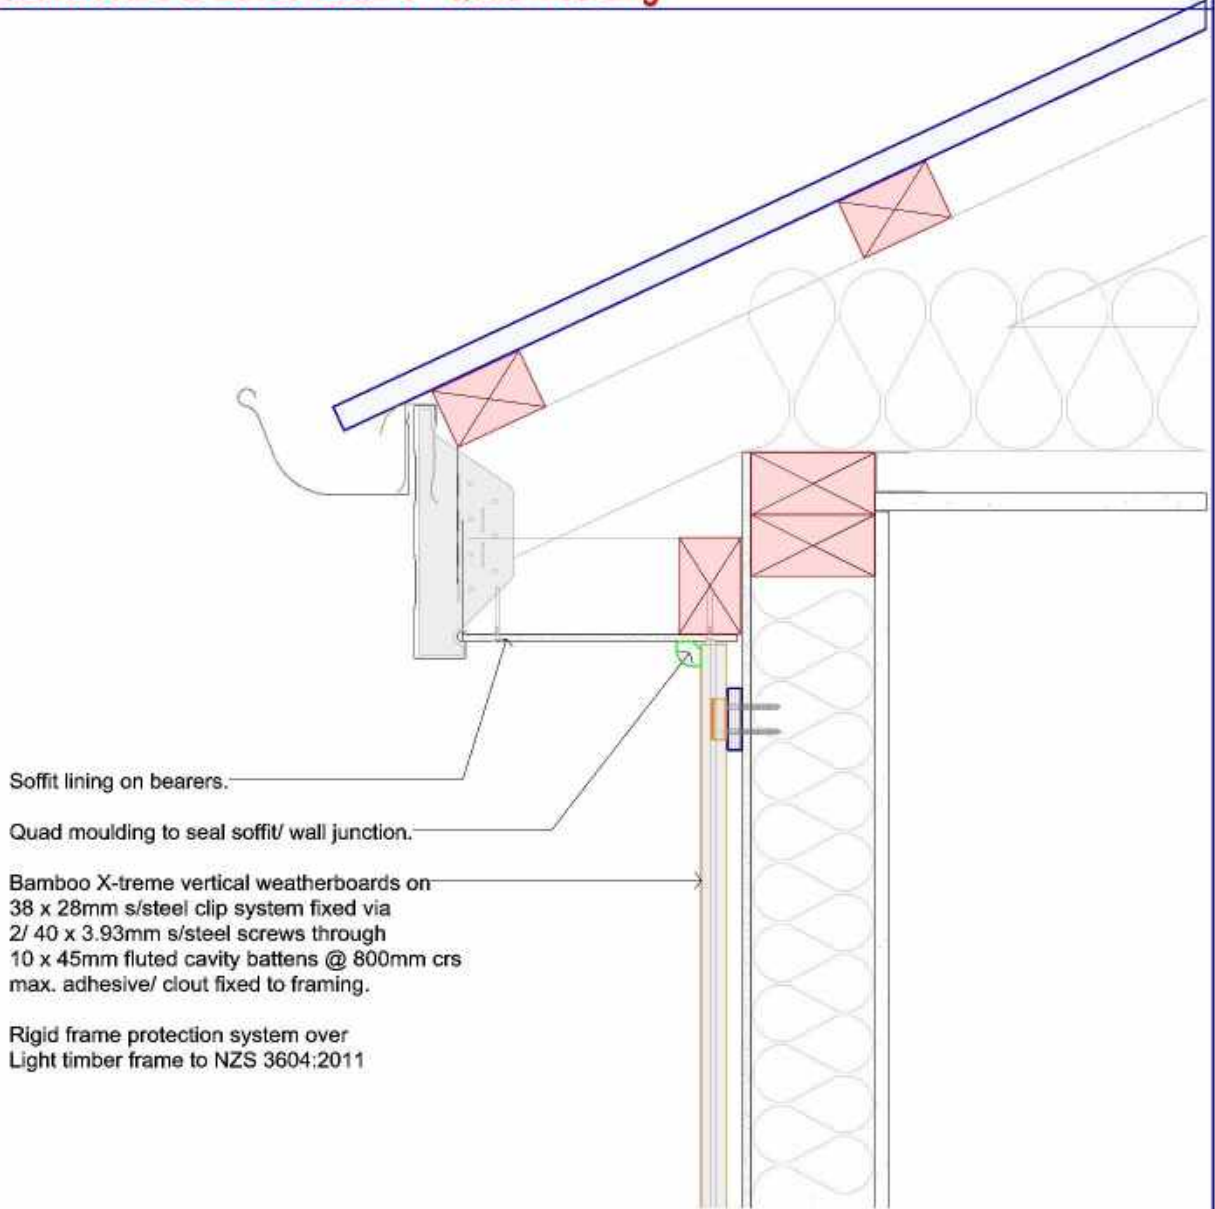 Soffit lining on bearers.
Quad moulding to seal soffit/ wall junction.
Bamboo X-treme vertical weatherboards on
38 x 28mm s/steel clip system fixed via
2/ 40 x 3.93mm s/steel screws through
10 x 45mm fluted cavity battens @ 800mm crs
max. adhesive/ clout fixed to framing.
Rigid frame protection system over
Light timber frame to NZS 3604:2011